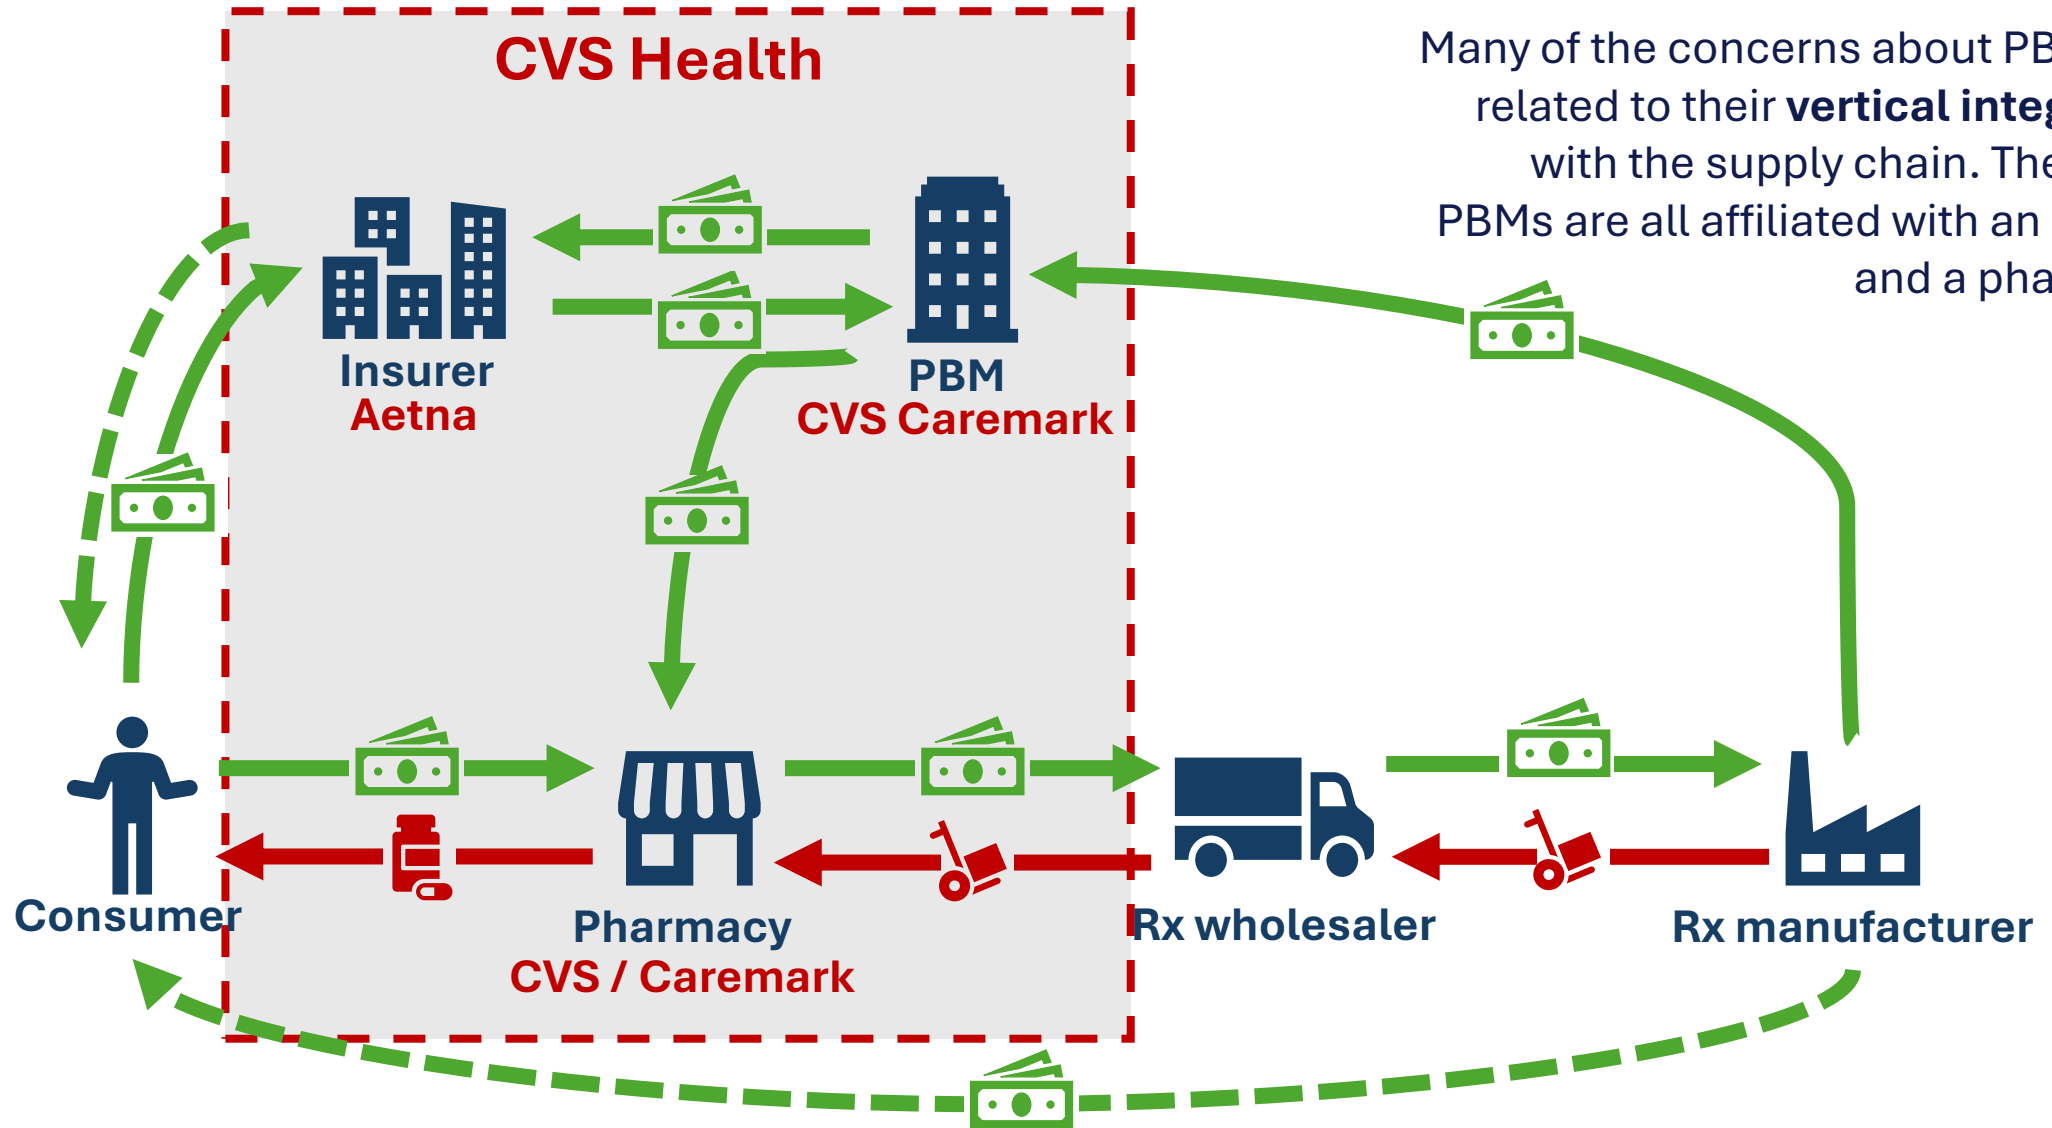 CVS Health
Many of the concerns about PB
related to their vertical integ
with the supply chain. The
PBMs are all affiliated with an
and a pha
Insurer
Aetna
PBM
CVS Caremark
Consumer
Pharmacy
CVS / Caremark
Rx wholesaler
Rx manufacturer